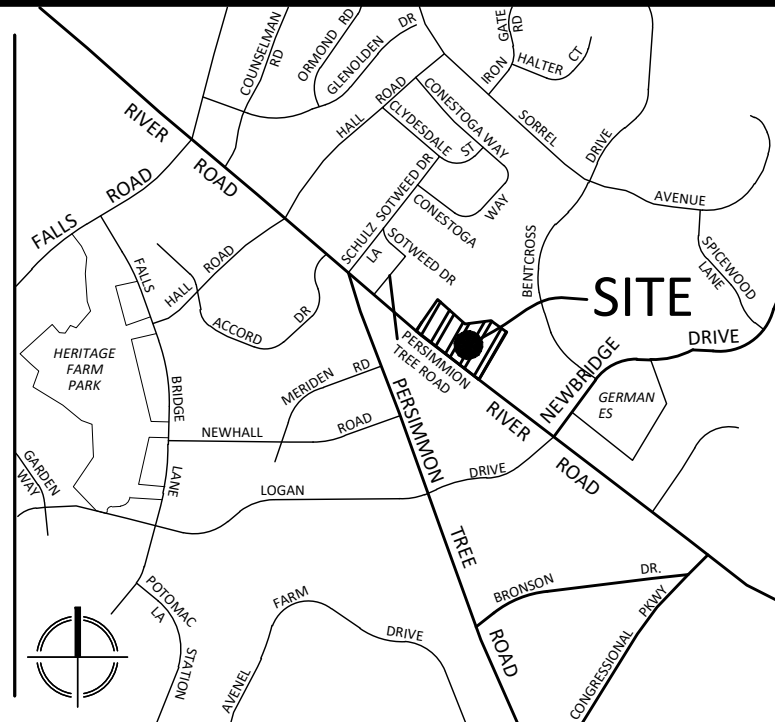 COUNSELMAN
RD
ORMOND RD
GLENOLDEN
DR
GATE
RD
IRON
HALTER CT
RIVER
ROAD
HALL
ROAD
CONESTOGA WAY
CLYDESDALE
ST
SORREL
DRIVE
AVENUE
FALLS
ROAD
SCHULZ
LA
SOTWEED DR
CONESTOGA
WAY
SOTWEED DR
BENTCROSS
SPICEWOOD
LANE
FALLS
HALL
ROAD
ACCORD
DR
SITE
HERITAGE
FARM
PARK
BRIDGE
PERSIMMON
TREE ROAD
MERIDEN
RD
RIVER
NEWBRIDGE
DRIVE
GERMAN
ES
NEWHALL
ROAD
PERSIMMON
GARDEN
WAY
LANE
LOGAN
DRIVE
ROAD
TREE
BRONSON
DR.
POTOMAC
LA
STATION
FARM
AVENEL
DRIVE
ROAD
CONGRESSIONAL
PKWY